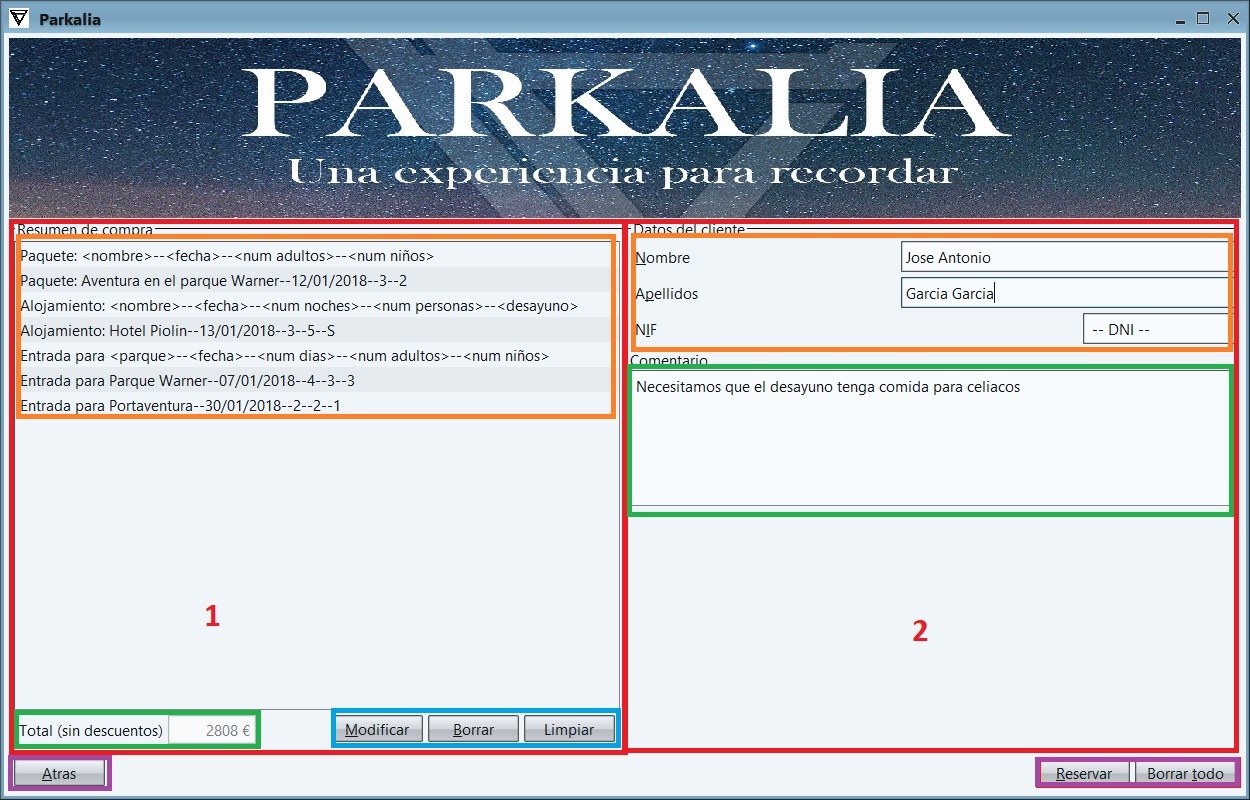 Parkalia
PARKALIA
Una experiencia para recordar
Resumen de compra
Paquete: <nombre>--<fecha>--<num adultos>--<num niños>
Paquete: Aventura en el parque Warner--12/01/2018--3--2
Alojamiento: <nombre>--<fecha>--<num noches>--<num personas>--<desayuno>
Alojamiento: Hotel Piolin--13/01/2018--3--5--S
Entrada para <parque>--<fecha>--<num dias>--<num adultos>--<num niños>
Entrada para Parque Warner--07/01/2018--4--3--3
Entrada para Portaventura--30/01/2018--2--2--1
1
Total (sin descuentos) 2808 €
Modificar Borrar Limpiar
Datos del cliente
Nombre Jose Antonio
Apellidos Garcia Garcia
NIF -- DNI --
Comentario
Necesitamos que el desayuno tenga comida para celiacos
2
Atras
Reservar Borrar todo